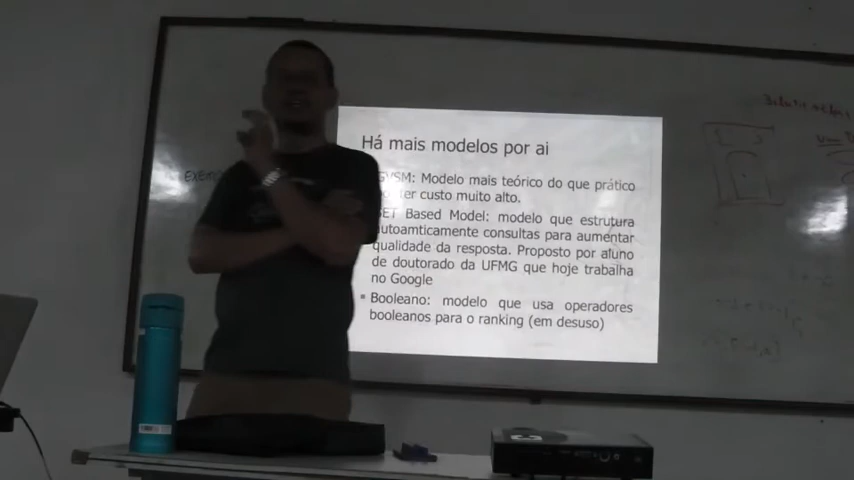 Há mais modelos por ai
GVSM: Modelo mais teórico do que prático
ter custo muito alto.
SET Based Model: modelo que estrutura
autoamticamente consultas para aumentar
qualidade da resposta. Proposto por aluno
de doutorado da UFMG que hoje trabalha
no Google
Booleano: modelo que usa operadores
booleanos para o ranking (em desuso)